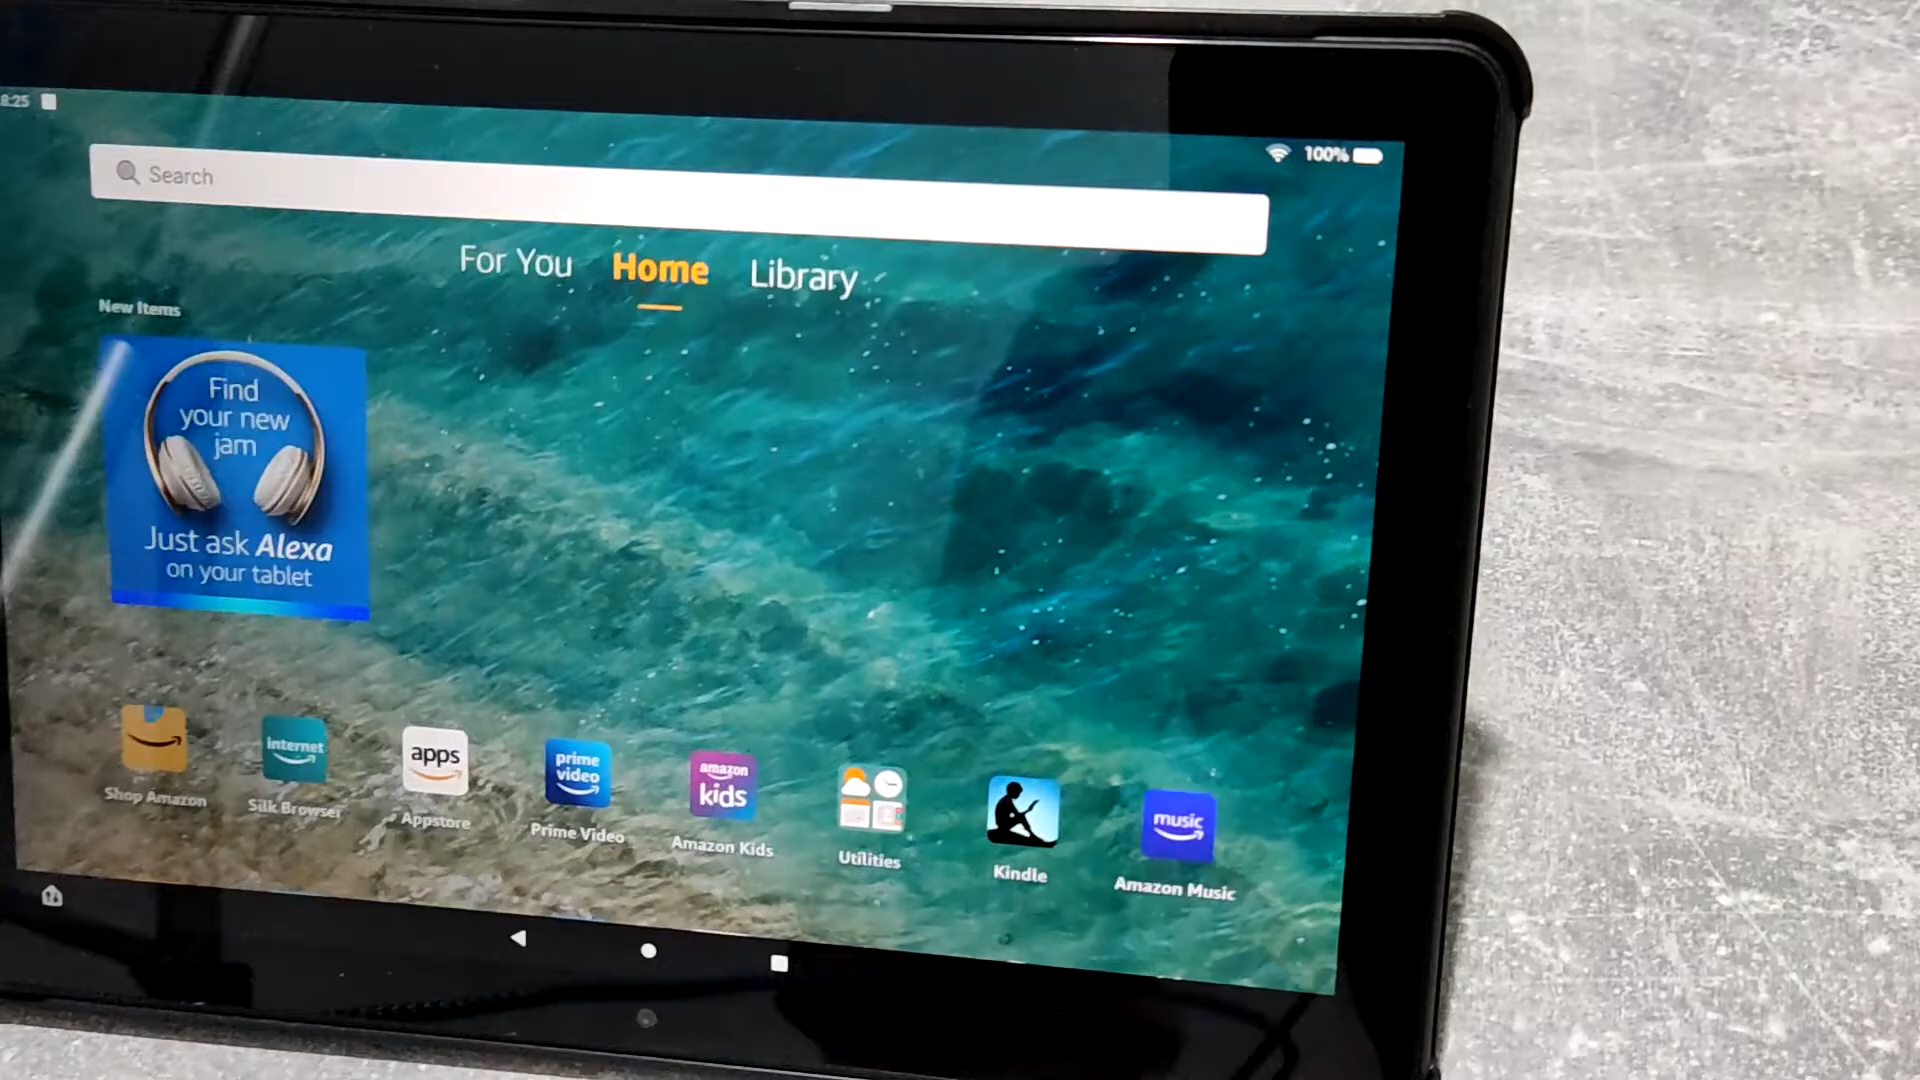 8:25
100%
Search
For You Home Library
New Items
Find
your new
jam
Just ask Alexa
on your tablet
internet
apps
prime
video
amazon
kids
music
Shop Amazon
Silk Browser
Appstore
Prime Video
Amazon Kids
Utilities
Kindle
Amazon Music